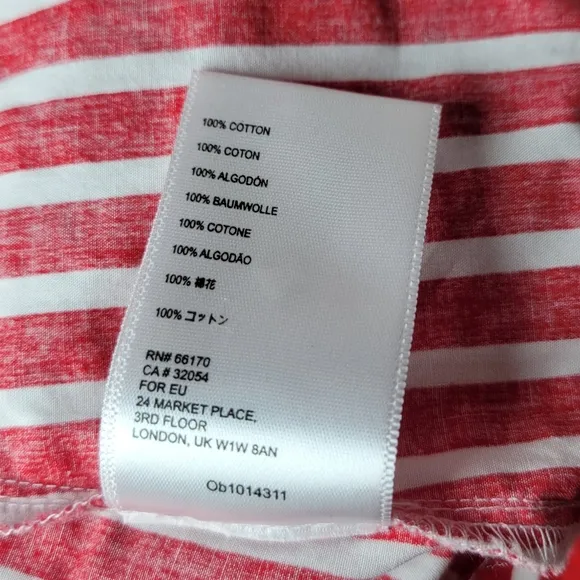 100% COTTON
100% COTON
100% ALGODÓN
100% BAUMWOLLE
100% COTONE
100% ALGODÃO
100% 棉花
100% コットン
RN# 66170
CA # 32054
FOR EU
24 MARKET PLACE,
3RD FLOOR
LONDON, UK W1W 8AN
Ob1014311